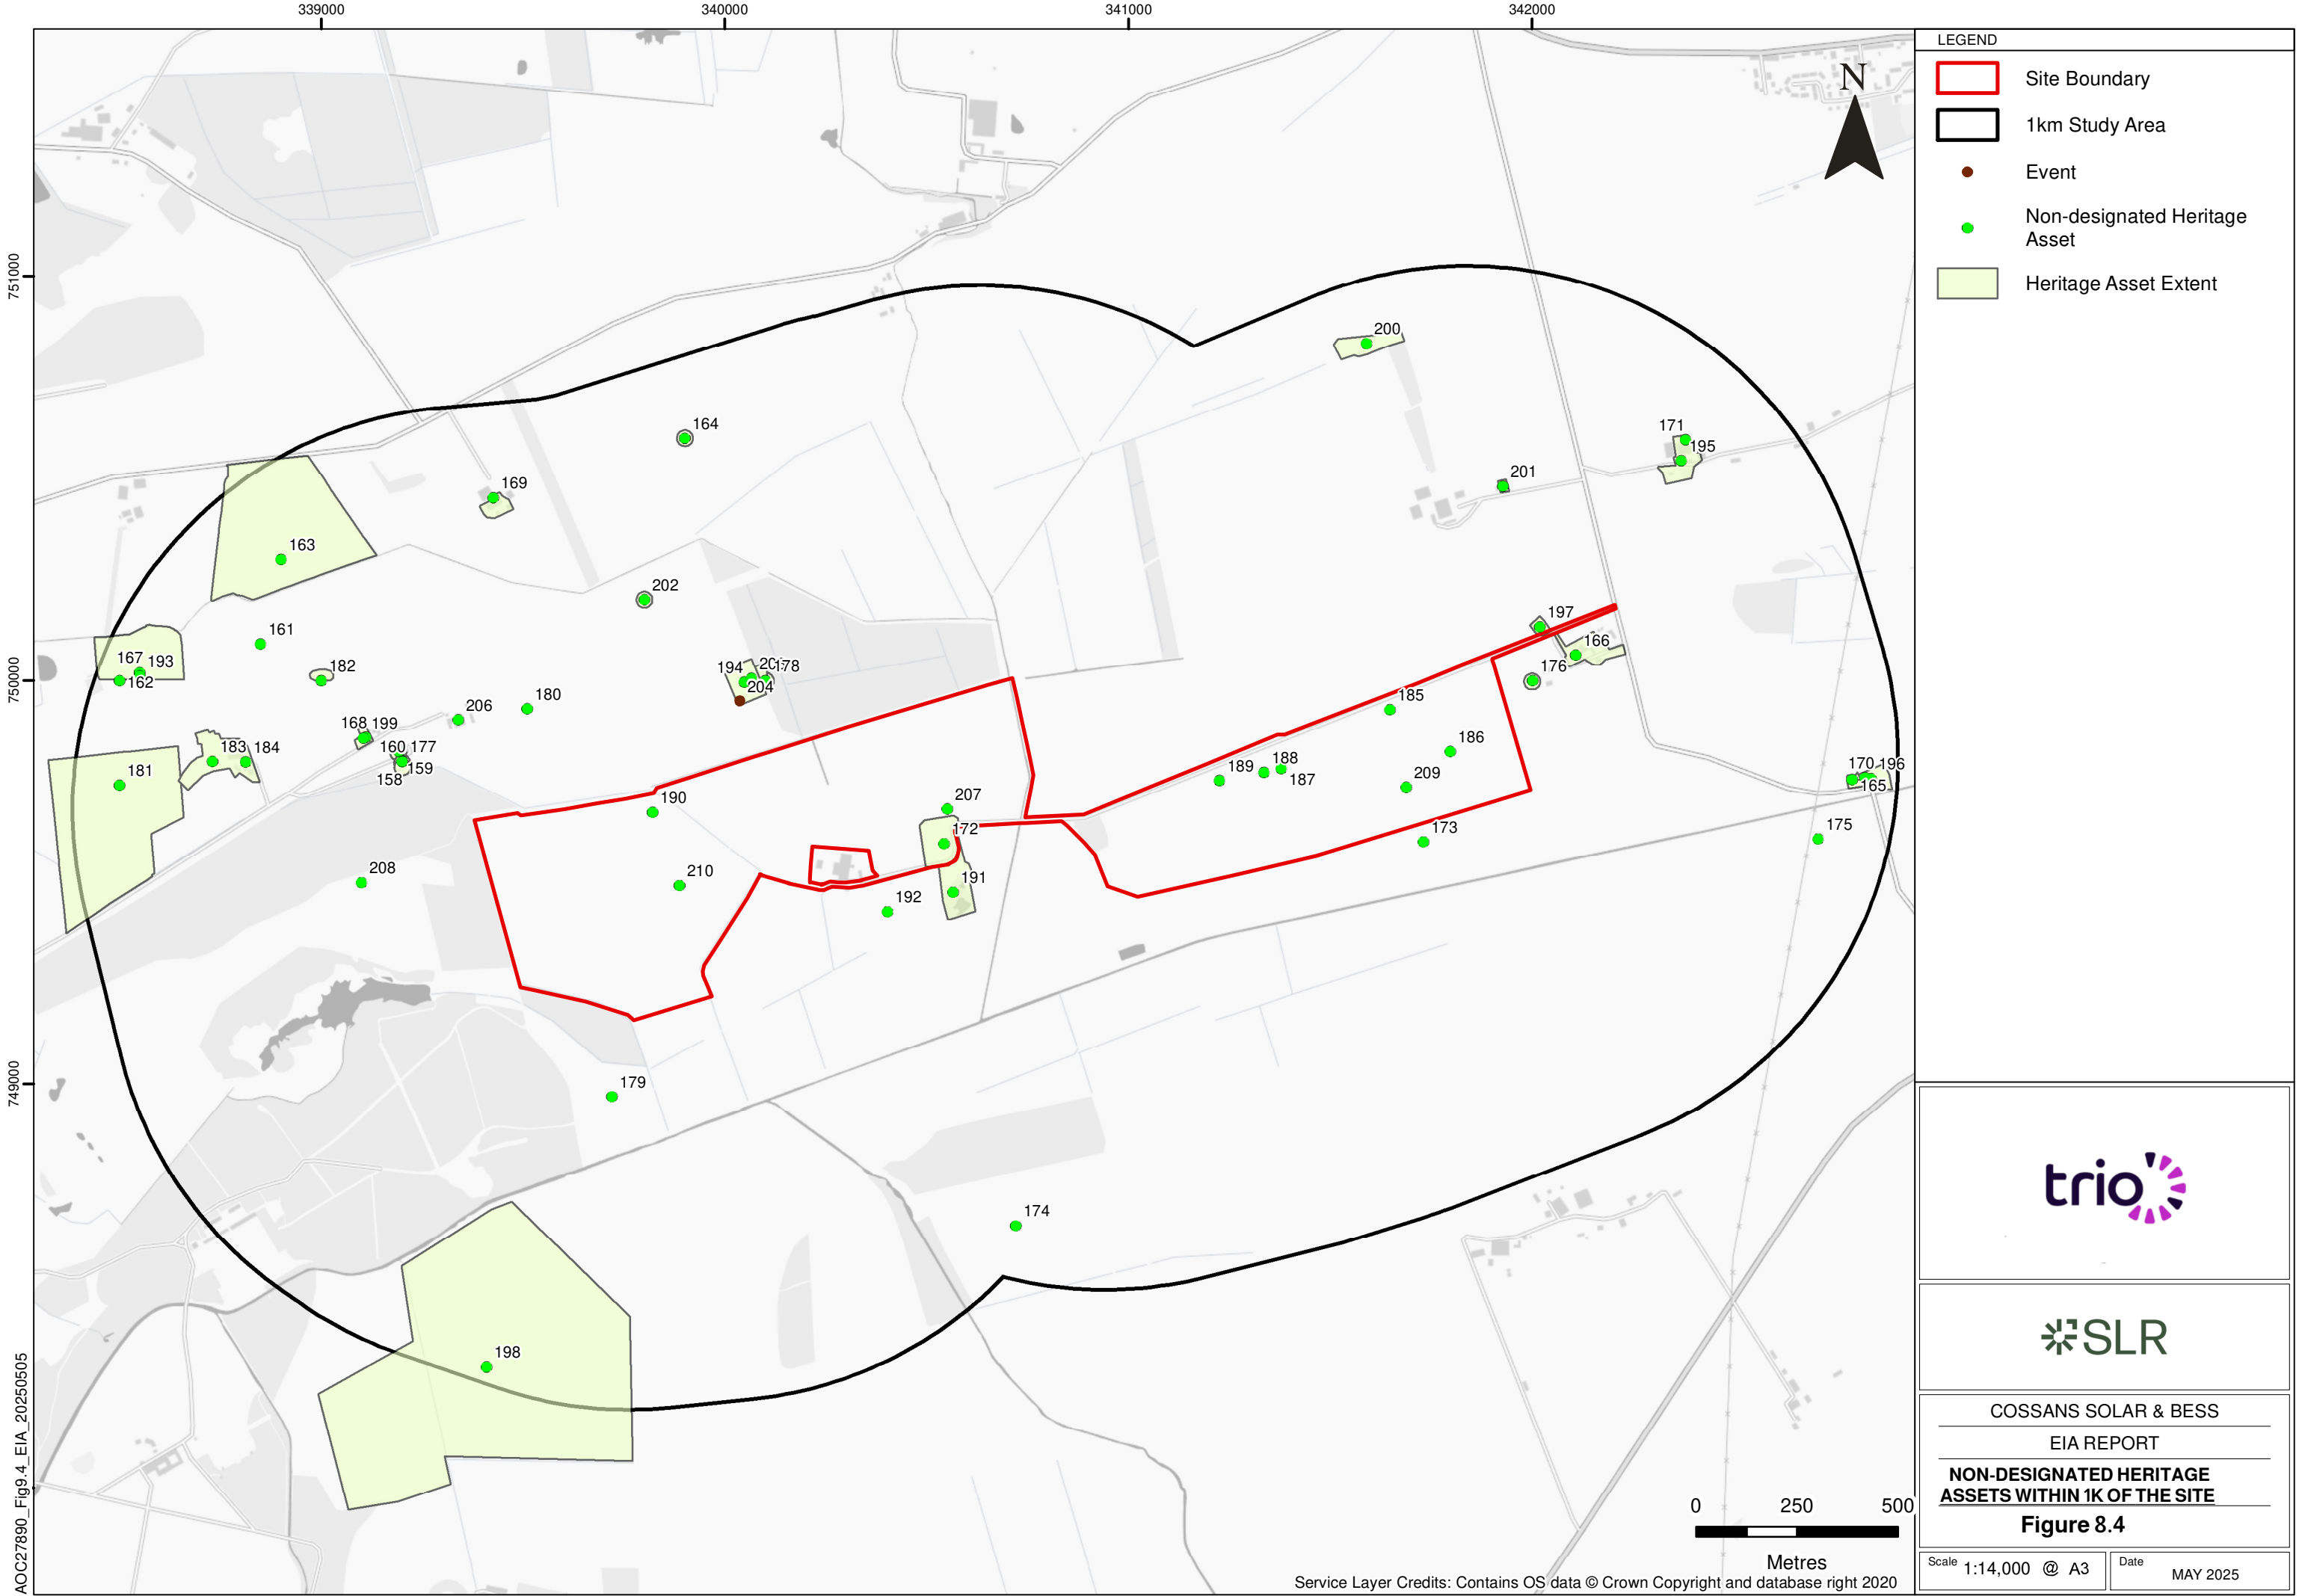 339000
340000
341000
342000
751000
750000
749000
LEGEND
Site Boundary
1km Study Area
Event
Non-designated Heritage
Asset
Heritage Asset Extent
N
200
171
195
201
164
169
163
202
197
166
176
161
167
193
162
182
194
178
204
180
206
168
199
160
177
159
158
183
184
181
185
186
188
189
187
209
170
196
165
175
173
190
207
172
208
210
191
192
179
174
198
trio
SLR
COSSANS SOLAR & BESS
EIA REPORT
NON-DESIGNATED HERITAGE
ASSETS WITHIN 1K OF THE SITE
Figure 8.4
Scale 1:14,000 @ A3
Date MAY 2025
0 250 500
Metres
Service Layer Credits: Contains OS data © Crown Copyright and database right 2020
AOC27890_Fig9.4_EIA_20250505